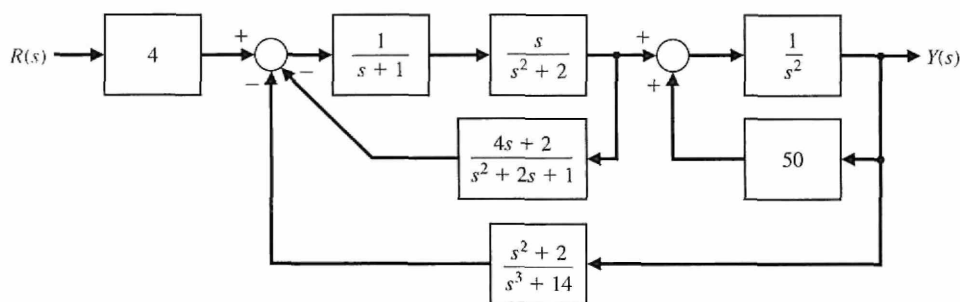 R(s)
4
+
−
−
1
s + 1
s
s² + 2
+
+
1
s²
Y(s)
4s + 2
s² + 2s + 1
50
s² + 2
s³ + 14